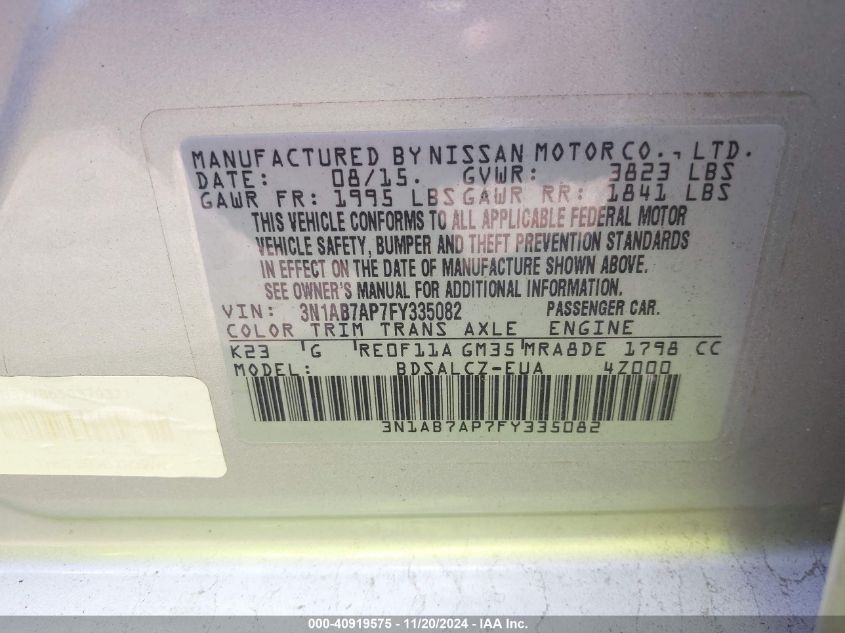 MANUFACTURED BY NISSAN MOTOR CO., LTD.
DATE: 08/15. GVWR: 3823 LBS
GAWR FR: 1995 LBS GAWR RR: 1841 LBS
THIS VEHICLE CONFORMS TO ALL APPLICABLE FEDERAL MOTOR
VEHICLE SAFETY, BUMPER AND THEFT PREVENTION STANDARDS
IN EFFECT ON THE DATE OF MANUFACTURE SHOWN ABOVE.
SEE OWNER'S MANUAL FOR ADDITIONAL INFORMATION.
VIN: 3N1AB7AP7FY335082 PASSENGER CAR.
COLOR TRIM TRANS AXLE ENGINE
K23 G RE0F11A GM35 MRA8DE 1798 CC
MODEL: BDSALCZ-EUA 4Z000
3N1AB7AP7FY335082
000-40919575 - 11/20/2024 - IAA Inc.